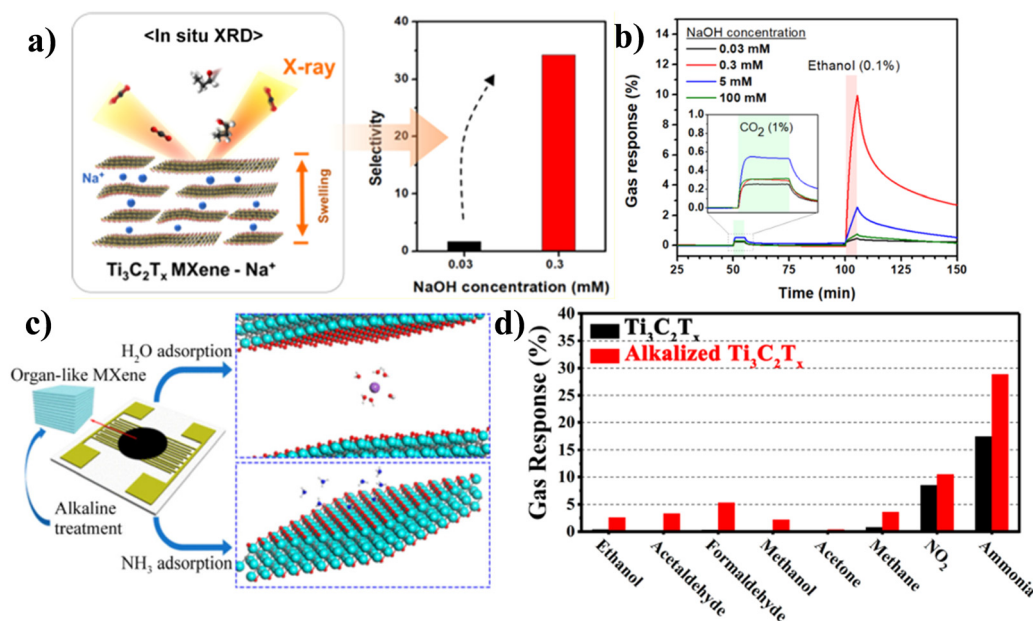 a)
<In situ XRD>
X-ray
Na⁺
Swelling
Ti₃C₂Tₓ MXene - Na⁺
Selectivity
40
30
20
10
0
0.03
0.3
NaOH concentration (mM)
b)
Gas response (%)
14
12
10
8
6
4
2
0
NaOH concentration
0.03 mM
0.3 mM
5 mM
100 mM
Ethanol (0.1%)
CO₂ (1%)
1.0
0.8
0.6
0.4
0.2
0.0
25
50
75
100
125
150
Time (min)
c)
H₂O adsorption
Organ-like MXene
Alkaline
treatment
NH₃ adsorption
d)
Gas Response (%)
40
35
30
25
20
15
10
5
0
Ti₃C₂Tₓ
Alkalized Ti₃C₂Tₓ
Ethanol
Acetaldehyde
Formaldehyde
Methanol
Acetone
Methane
NO₂
Ammonia